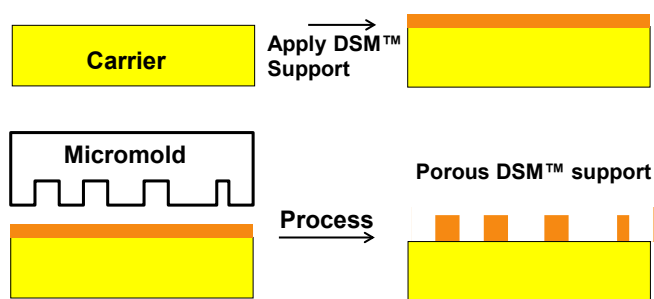 Carrier
Apply DSM™
Support
Micromold
Process
Porous DSM™ support